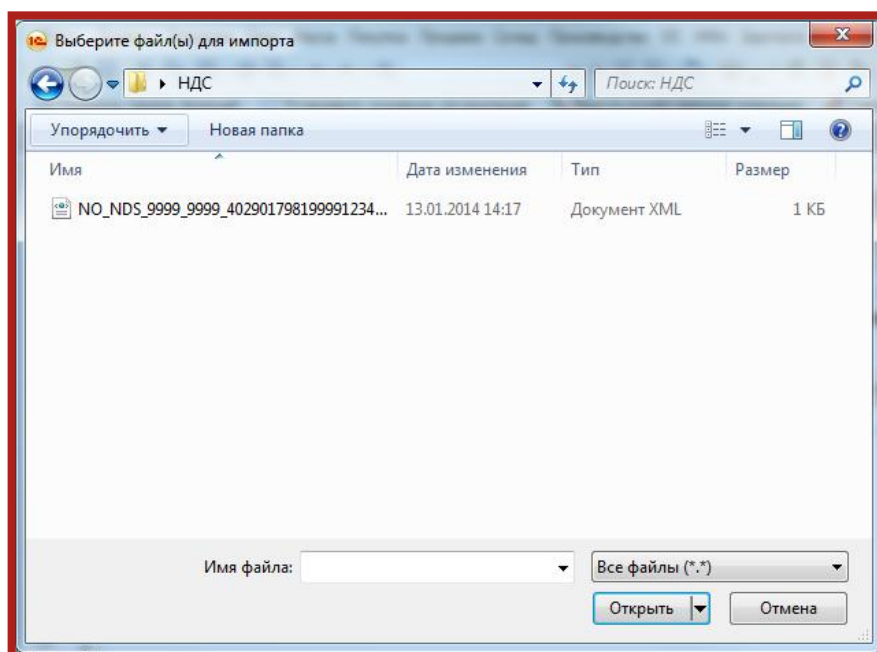 Выберите файл(ы) для импорта
НДС
Поиск: НДС
Упорядочить
Новая папка
Имя Дата изменения Тип Размер
NO_NDS_9999_9999_402901798199991234... 13.01.2014 14:17 Документ XML 1 КБ
Имя файла: Все файлы (*.*)
Открыть Отмена